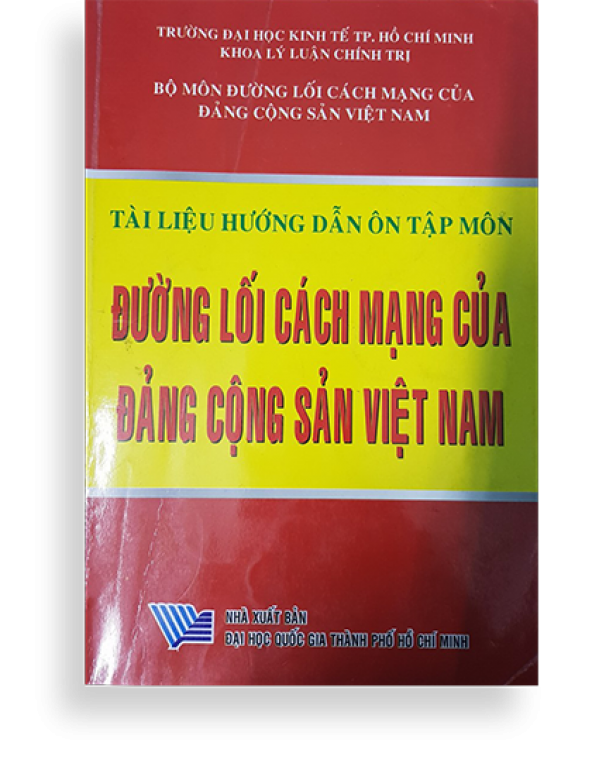 TRƯỜNG ĐẠI HỌC KINH TẾ TP. HỒ CHÍ MINH
KHOA LÝ LUẬN CHÍNH TRỊ
BỘ MÔN ĐƯỜNG LỐI CÁCH MẠNG CỦA
ĐẢNG CỘNG SẢN VIỆT NAM
TÀI LIỆU HƯỚNG DẪN ÔN TẬP MÔN
ĐƯỜNG LỐI CÁCH MẠNG CỦA
ĐẢNG CỘNG SẢN VIỆT NAM
NHÀ XUẤT BẢN
ĐẠI HỌC QUỐC GIA THÀNH PHỐ HỒ CHÍ MINH